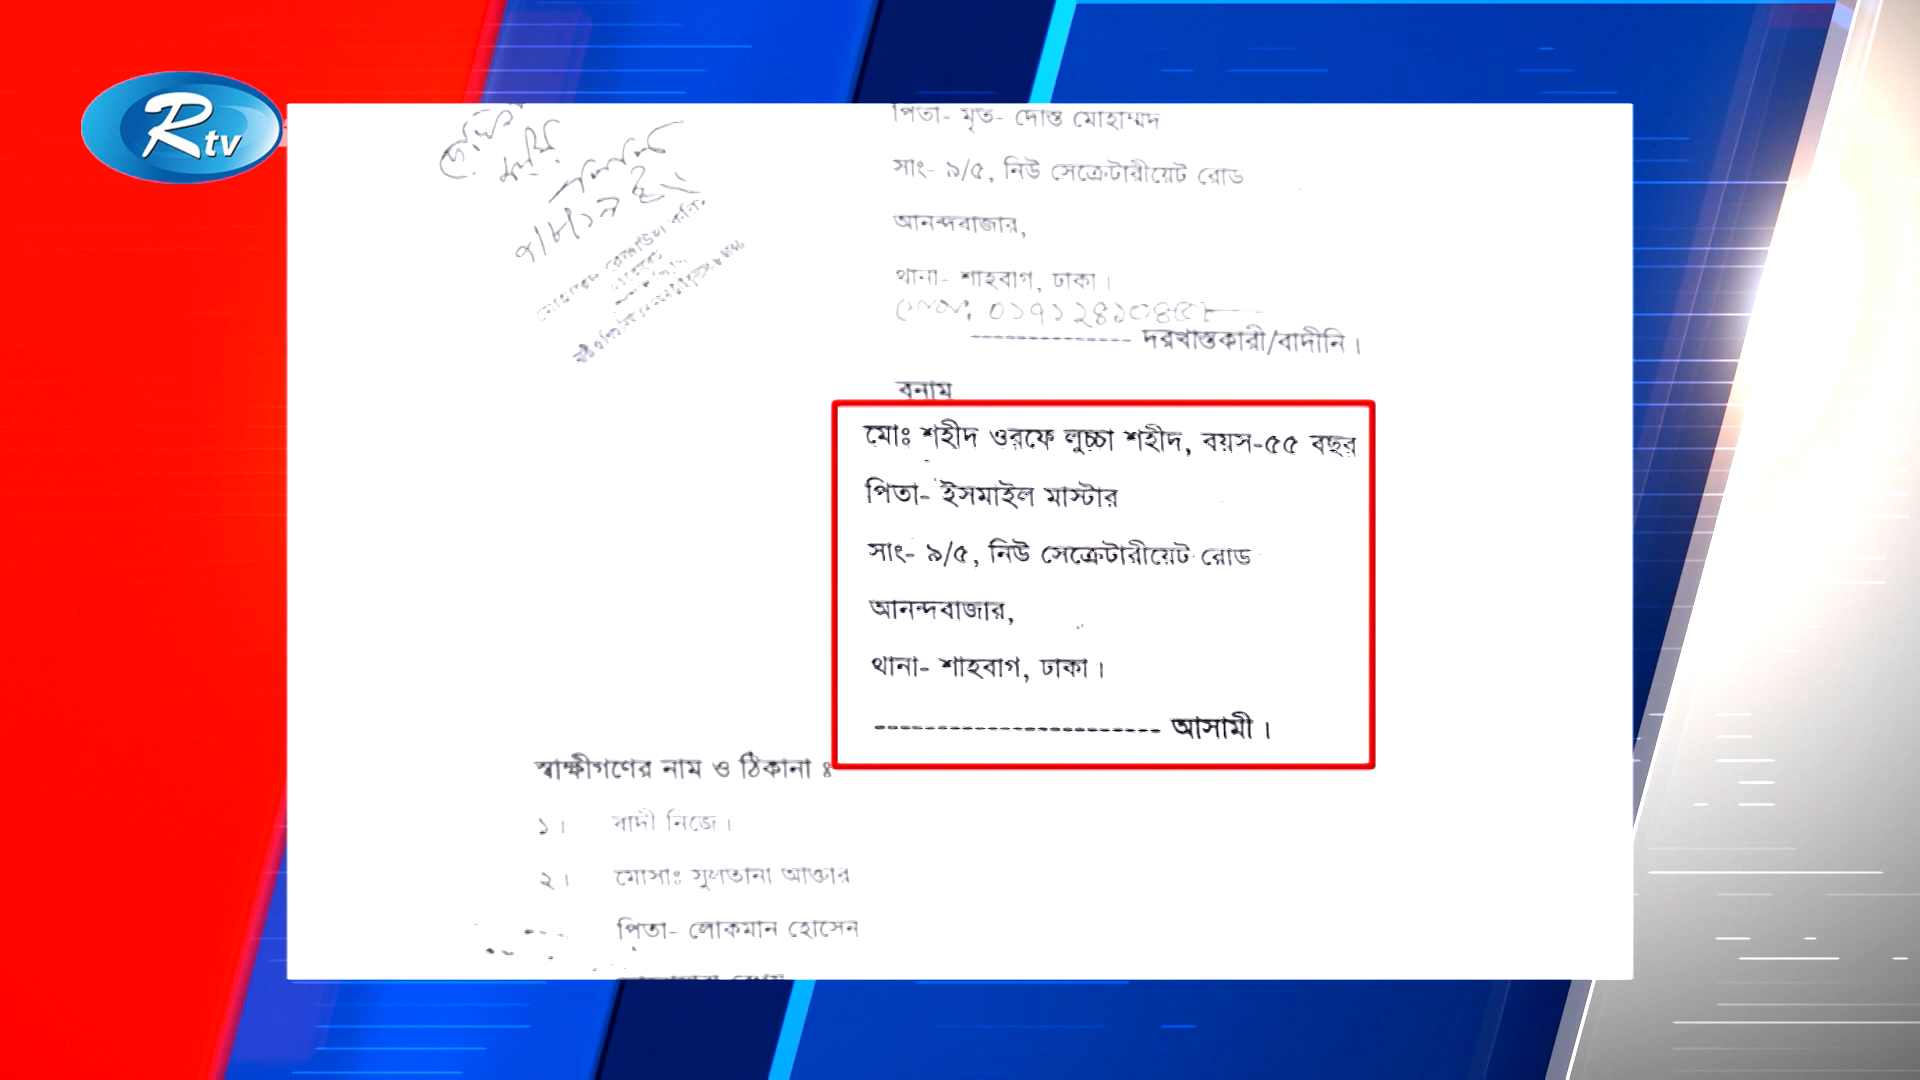 Rtv
পিতা- মৃত- দোস্ত মোহাম্মদ
সাং- ৯/৫, নিউ সেক্রেটারীয়েট রোড
আনন্দবাজার,
থানা- শাহবাগ, ঢাকা।
-------------- দরখাস্তকারী/বাদীনি।
বনাম
মোঃ শহীদ ওরফে লুচ্চা শহীদ, বয়স-৫৫ বছর
পিতা- ইসমাইল মাস্টার
সাং- ৯/৫, নিউ সেক্রেটারীয়েট রোড
আনন্দবাজার,
থানা- শাহবাগ, ঢাকা।
----------------------- আসামী।
স্বাক্ষীগণের নাম ও ঠিকানা ঃ
১। বাদী নিজে।
২। মোসাঃ সুলতানা আক্তার
পিতা- লোকমান হোসেন